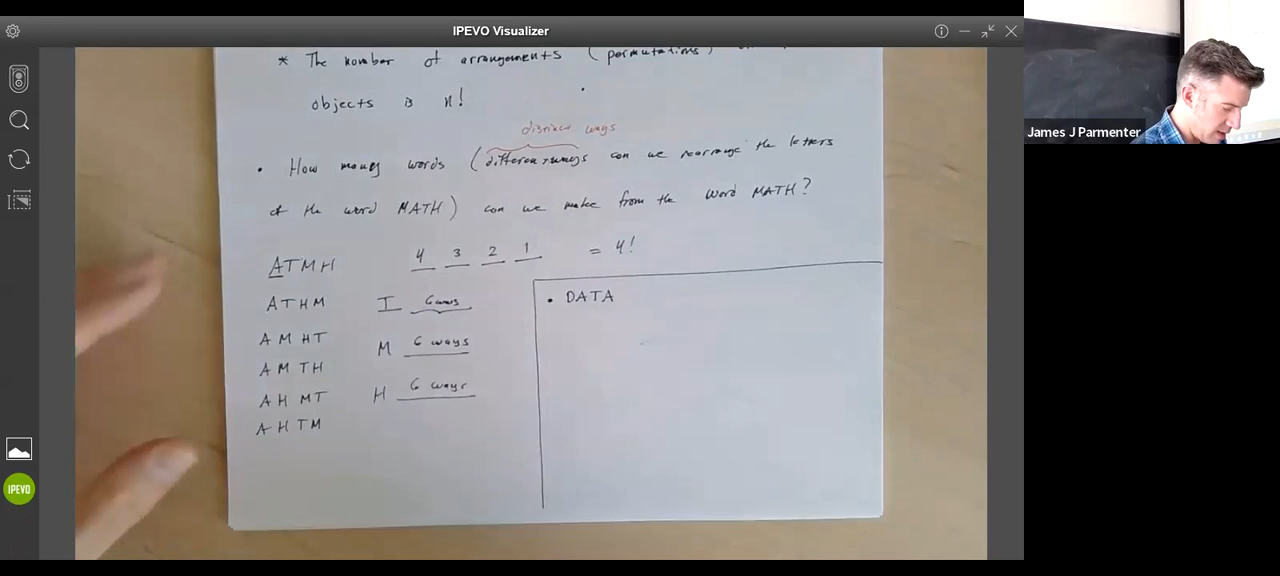 IPEVO Visualizer
James J Parmenter
* The number of arrangements (permutations)
objects is n!
distinct ways
• How many words (different ways can we rearrange the letters
of the word MATH) can we make from the word MATH?
ATMH 4 3 2 1 = 4!
ATHM T 6 ways
• DATA
AMHT M 6 ways
AMTH
AHMT H 6 ways
AHTM
IPEVO